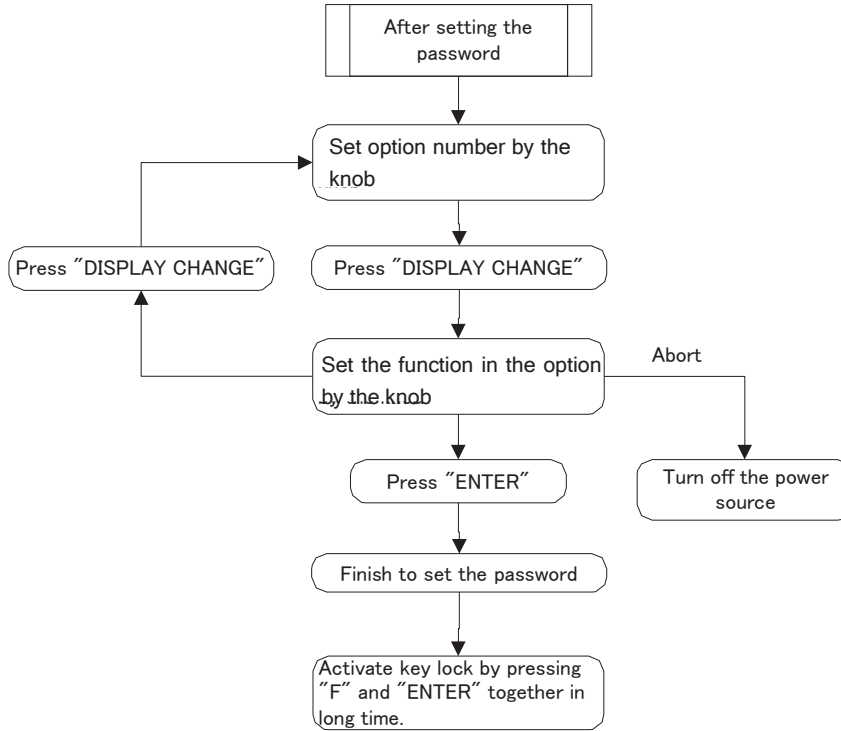 After setting the
password
Set option number by the
knob
Press "DISPLAY CHANGE"
Press "DISPLAY CHANGE"
Set the function in the option
by the knob
Abort
Press "ENTER"
Turn off the power
source
Finish to set the password
Activate key lock by pressing
"F" and "ENTER" together in
long time.